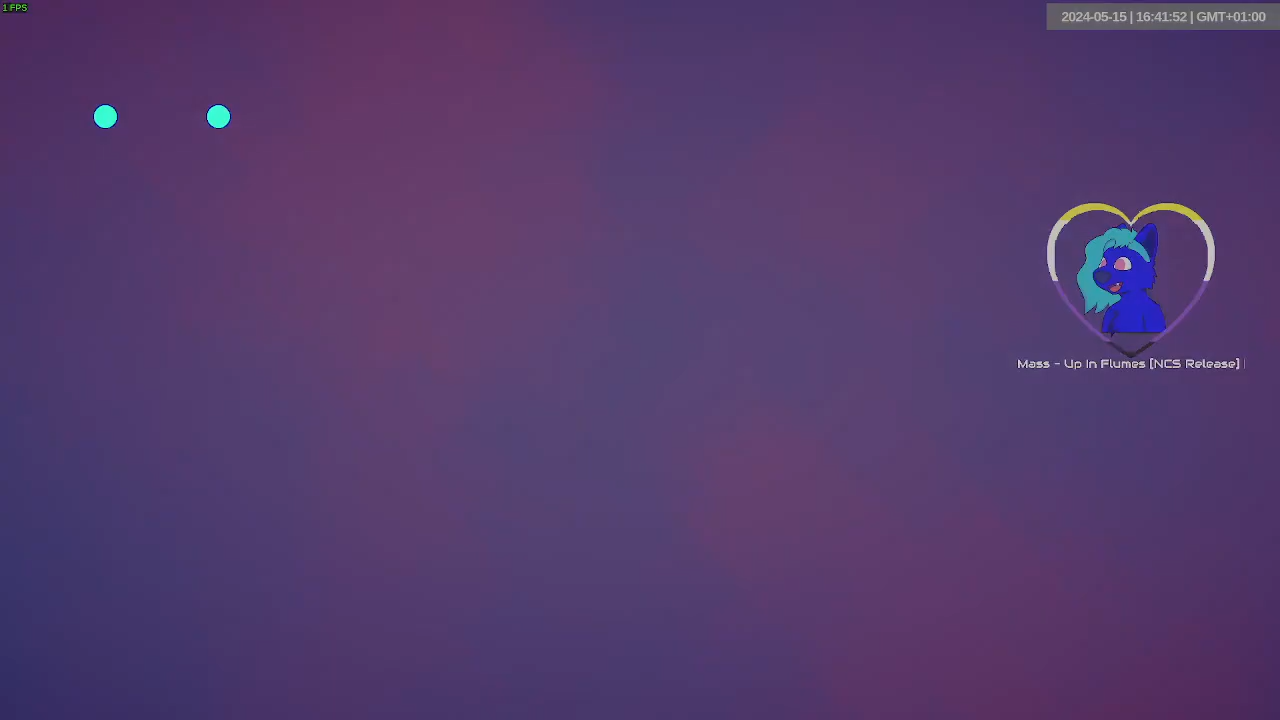 1 FPS
2024-05-15 | 16:41:52 | GMT+01:00
Mass - Up In Flumes [NCS Release] |